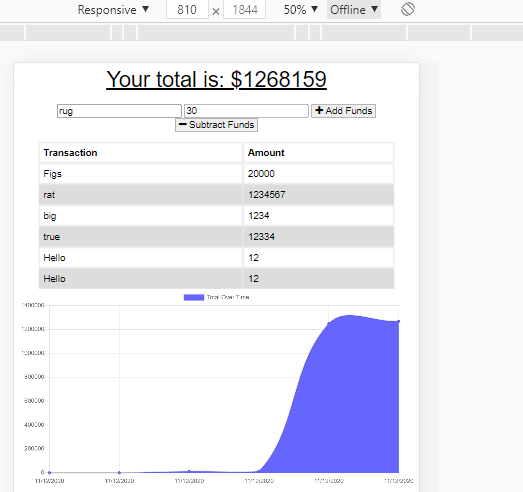 Responsive ▼ 810 × 1844 50% ▼ Offline ▼
Your total is: $1268159
rug 30 + Add Funds
− Subtract Funds
Transaction Amount
Figs 20000
rat 1234567
big 1234
true 12334
Hello 12
Hello 12
Total Over Time
1400000
1200000
1000000
800000
600000
400000
200000
0
11/12/2020 11/12/2020 11/12/2020 11/12/2020 11/12/2020 11/12/2020